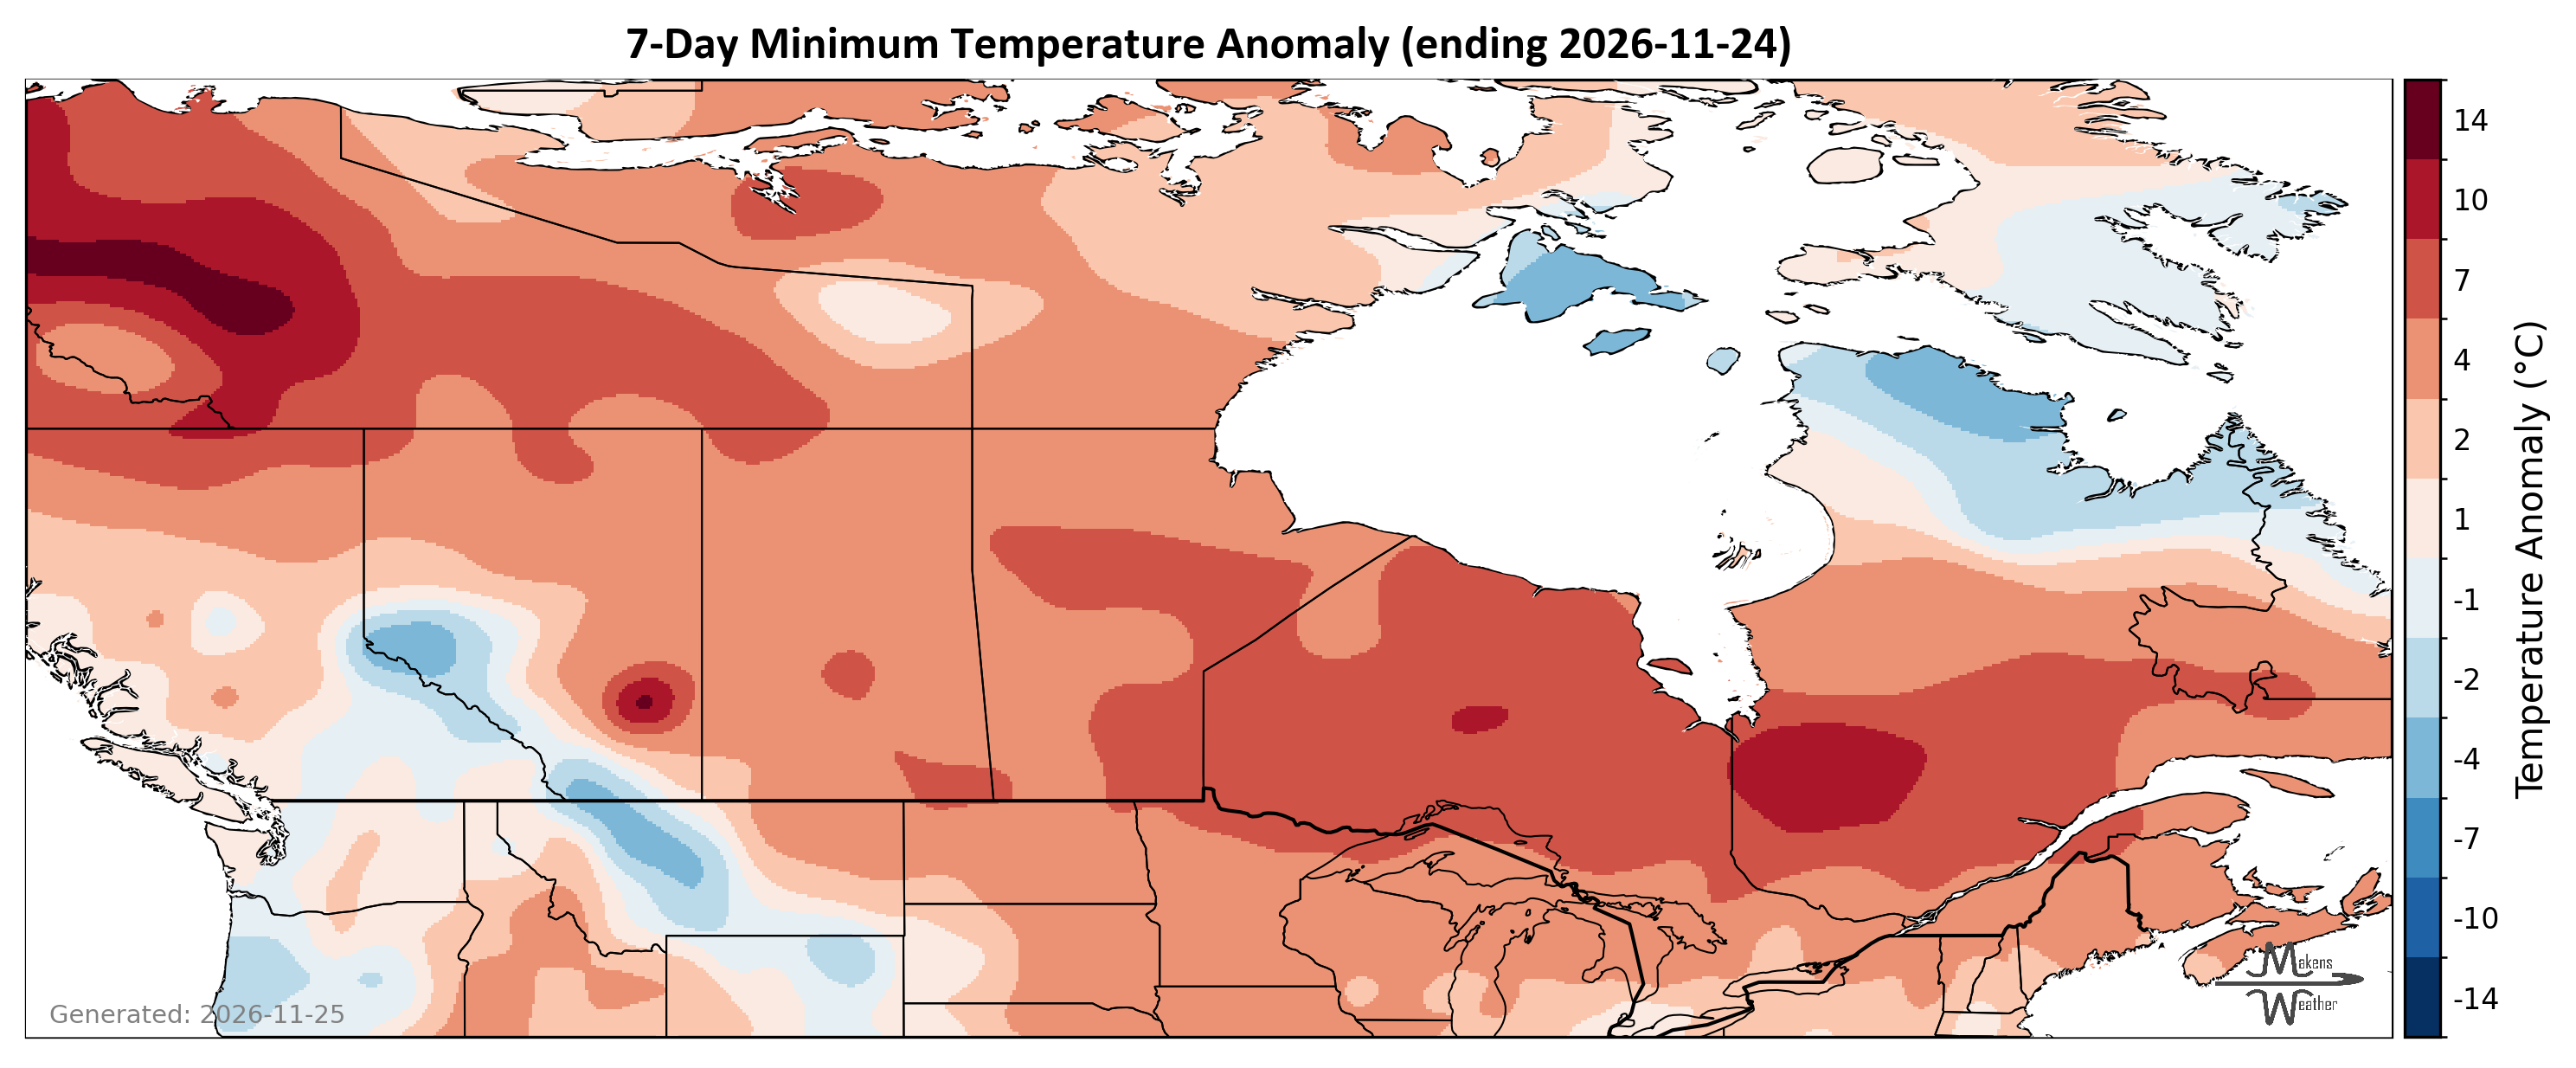 7-Day Minimum Temperature Anomaly (ending 2026-11-24)
14
10
7
4
2
1
-1
-2
-4
-7
-10
-14
Temperature Anomaly (°C)
Makens
Weather
Generated: 2026-11-25